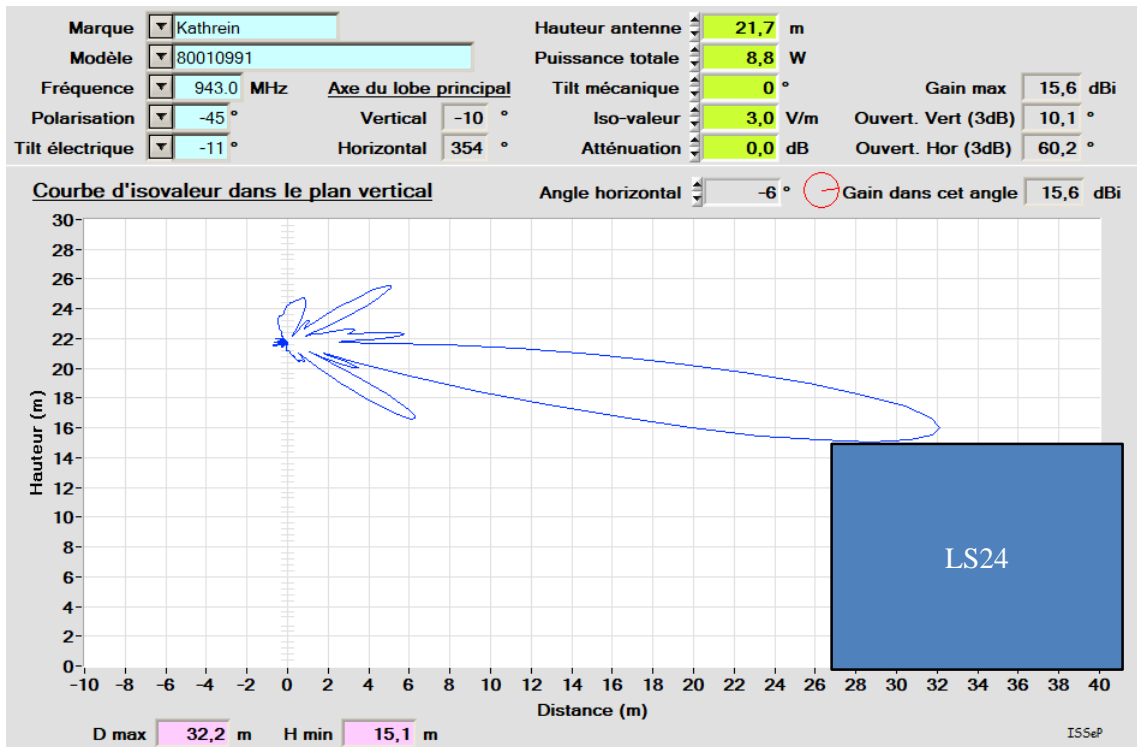 Marque Kathrein Hauteur antenne 21,7 m
Modèle 80010991 Puissance totale 8,8 W
Fréquence 943.0 MHz Axe du lobe principal Tilt mécanique 0 ° Gain max 15,6 dBi
Polarisation -45 ° Vertical -10 ° Iso-valeur 3,0 V/m Ouvert. Vert (3dB) 10,1 °
Tilt électrique -11 ° Horizontal 354 ° Atténuation 0,0 dB Ouvert. Hor (3dB) 60,2 °
Courbe d'isovaleur dans le plan vertical Angle horizontal -6 ° Gain dans cet angle 15,6 dBi
30
28
26
24
22
20
18
16
14
12
10
8
6
4
2
0
Hauteur (m)
LS24
-10 -8 -6 -4 -2 0 2 4 6 8 10 12 14 16 18 20 22 24 26 28 30 32 34 36 38 40
Distance (m)
D max 32,2 m H min 15,1 m ISSeP